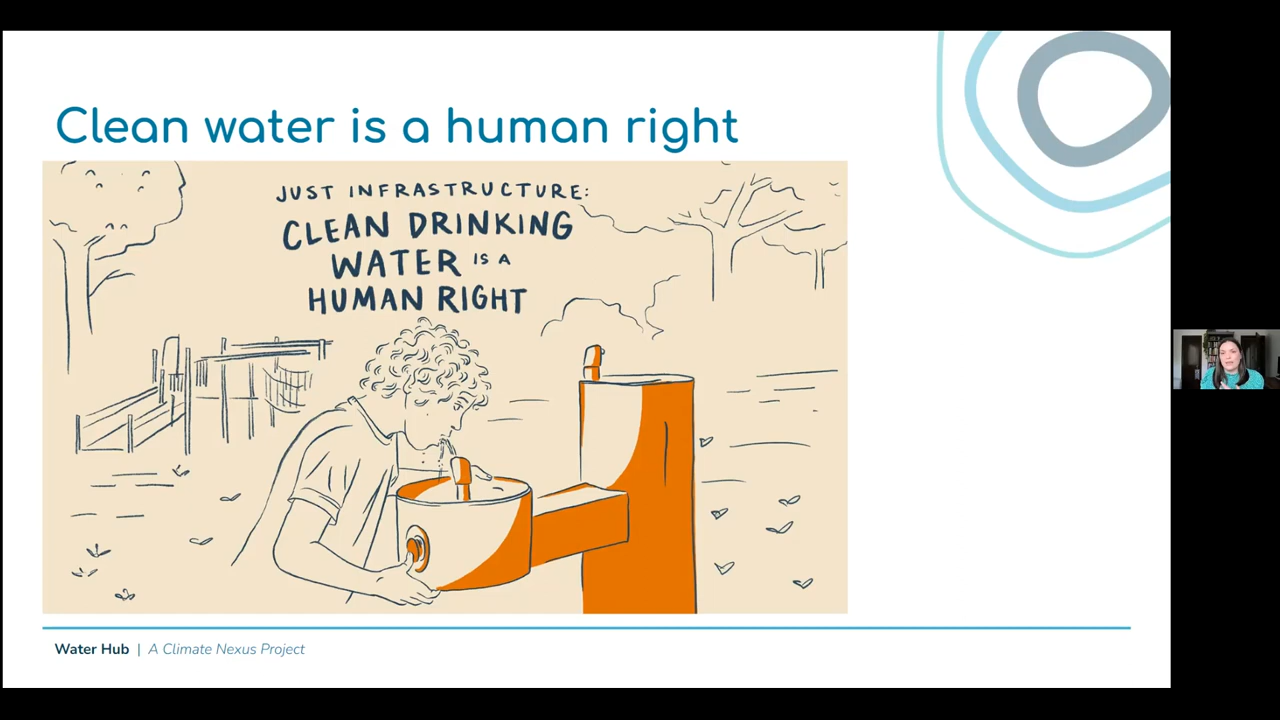 Clean water is a human right
JUST INFRASTRUCTURE:
CLEAN DRINKING
WATER IS A
HUMAN RIGHT
Water Hub | A Climate Nexus Project